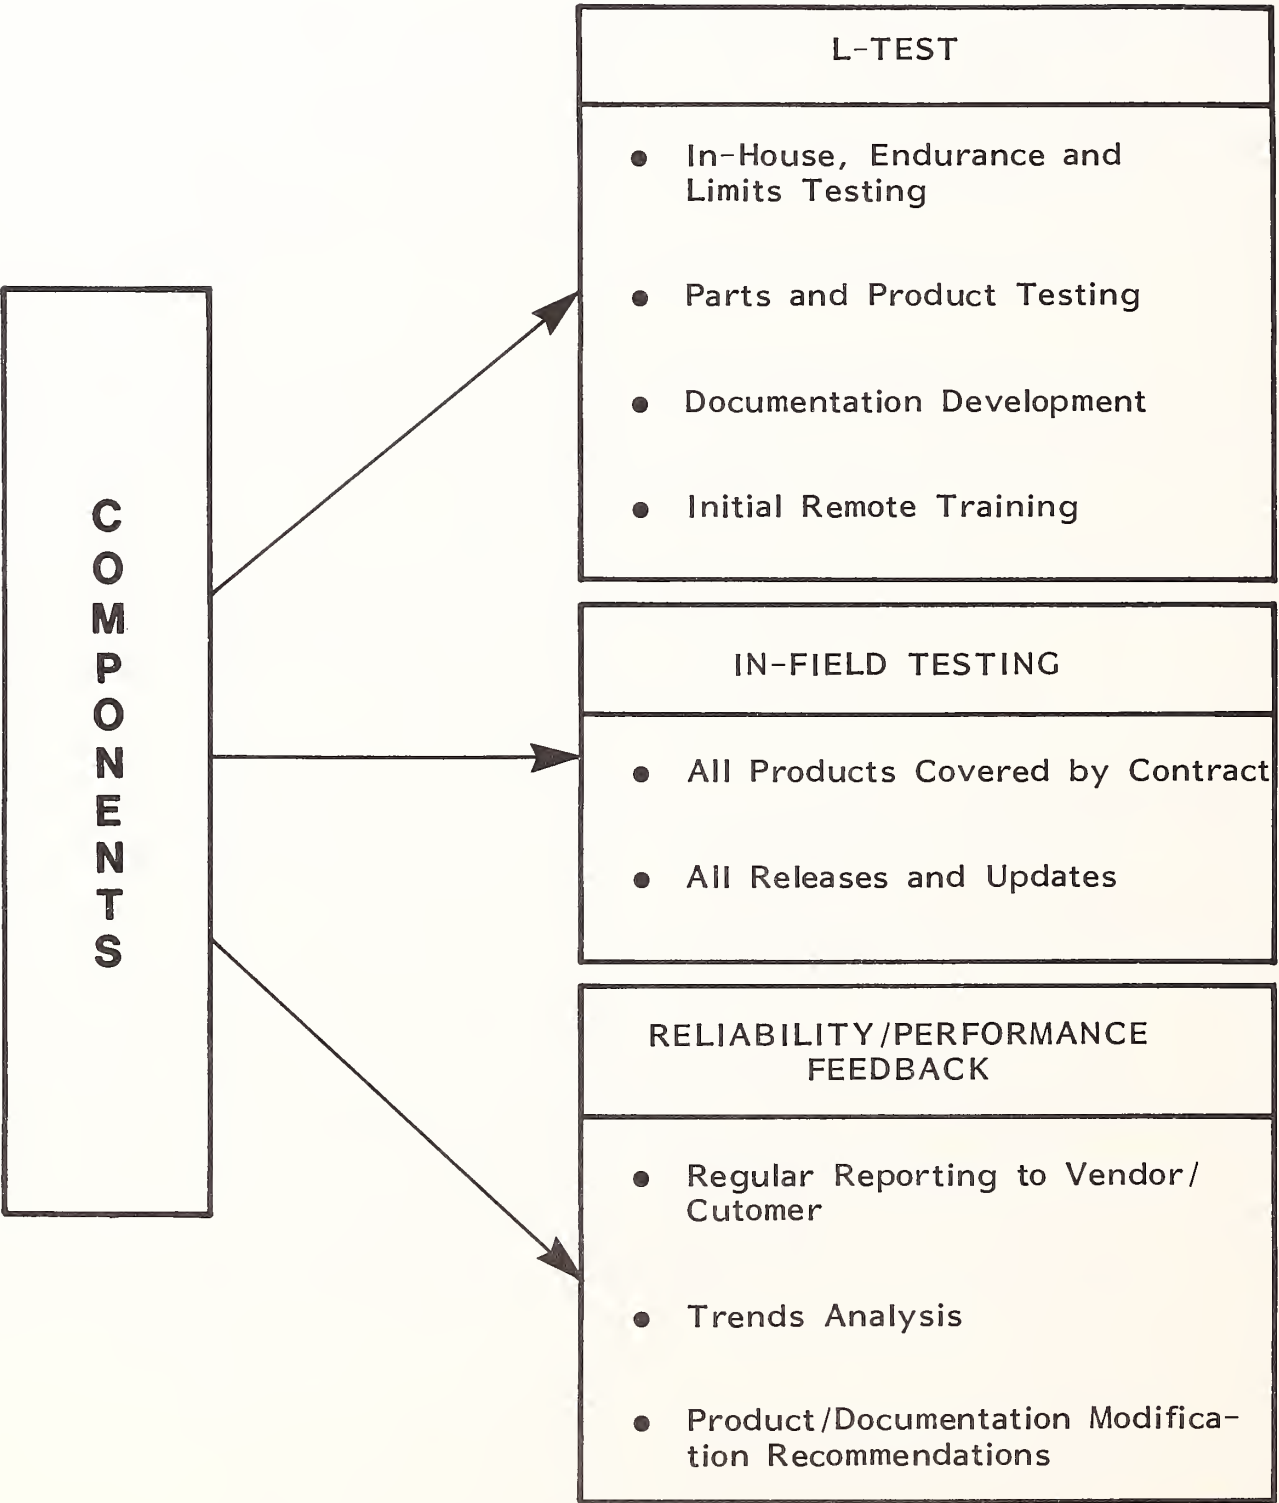 COMPONENTS
L-TEST
● In-House, Endurance and
Limits Testing
● Parts and Product Testing
● Documentation Development
● Initial Remote Training
IN-FIELD TESTING
● All Products Covered by Contract
● All Releases and Updates
RELIABILITY/PERFORMANCE
FEEDBACK
● Regular Reporting to Vendor/
Cutomer
● Trends Analysis
● Product/Documentation Modifica-
tion Recommendations